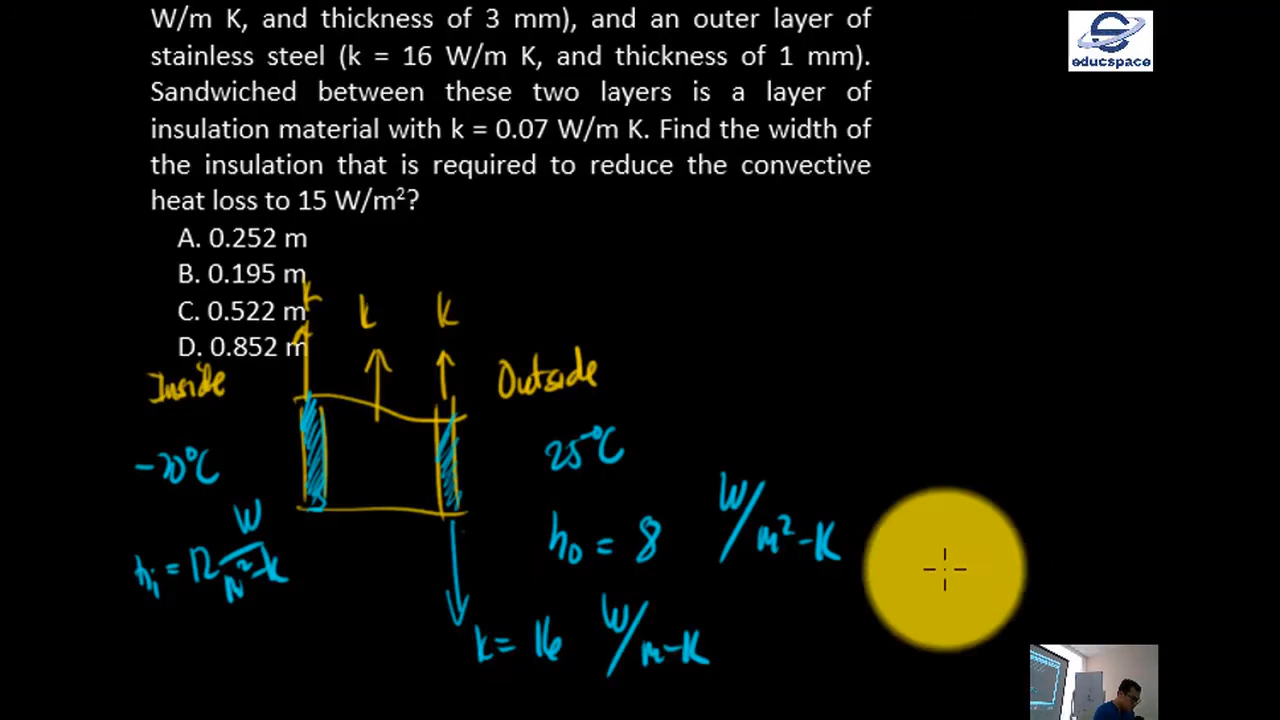 W/m K, and thickness of 3 mm), and an outer layer of
stainless steel (k = 16 W/m K, and thickness of 1 mm).
Sandwiched between these two layers is a layer of
insulation material with k = 0.07 W/m K. Find the width of
the insulation that is required to reduce the convective
heat loss to 15 W/m²?
A. 0.252 m
B. 0.195 m
C. 0.522 m
D. 0.852 m
k k k
Inside Outside
-20°C 25°C
hi = 12 W/m²-K
ho = 8 W/m²-K
k = 16 W/m-K
educspace